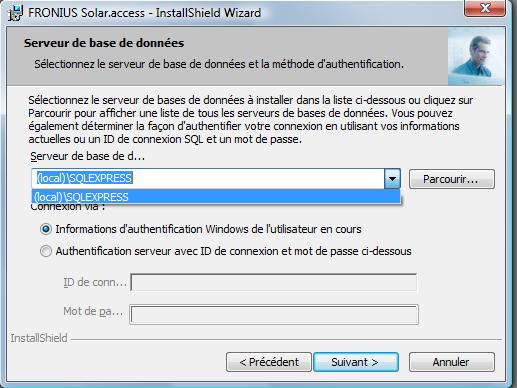 FRONIUS Solar.access - InstallShield Wizard
Serveur de base de données
Sélectionnez le serveur de base de données et la méthode d'authentification.
Sélectionnez le serveur de bases de données à installer dans la liste ci-dessous ou cliquez sur
Parcourir pour afficher une liste de tous les serveurs de bases de données. Vous pouvez
également déterminer la façon d'authentifier votre connexion en utilisant vos informations
actuelles ou un ID de connexion SQL et un mot de passe.
Serveur de base de d...
(local)\SQLEXPRESS
Parcourir...
(local)\SQLEXPRESS
Connexion via :
Informations d'authentification Windows de l'utilisateur en cours
Authentification serveur avec ID de connexion et mot de passe ci-dessous
ID de conn...
Mot de pa...
InstallShield
< Précédent
Suivant >
Annuler